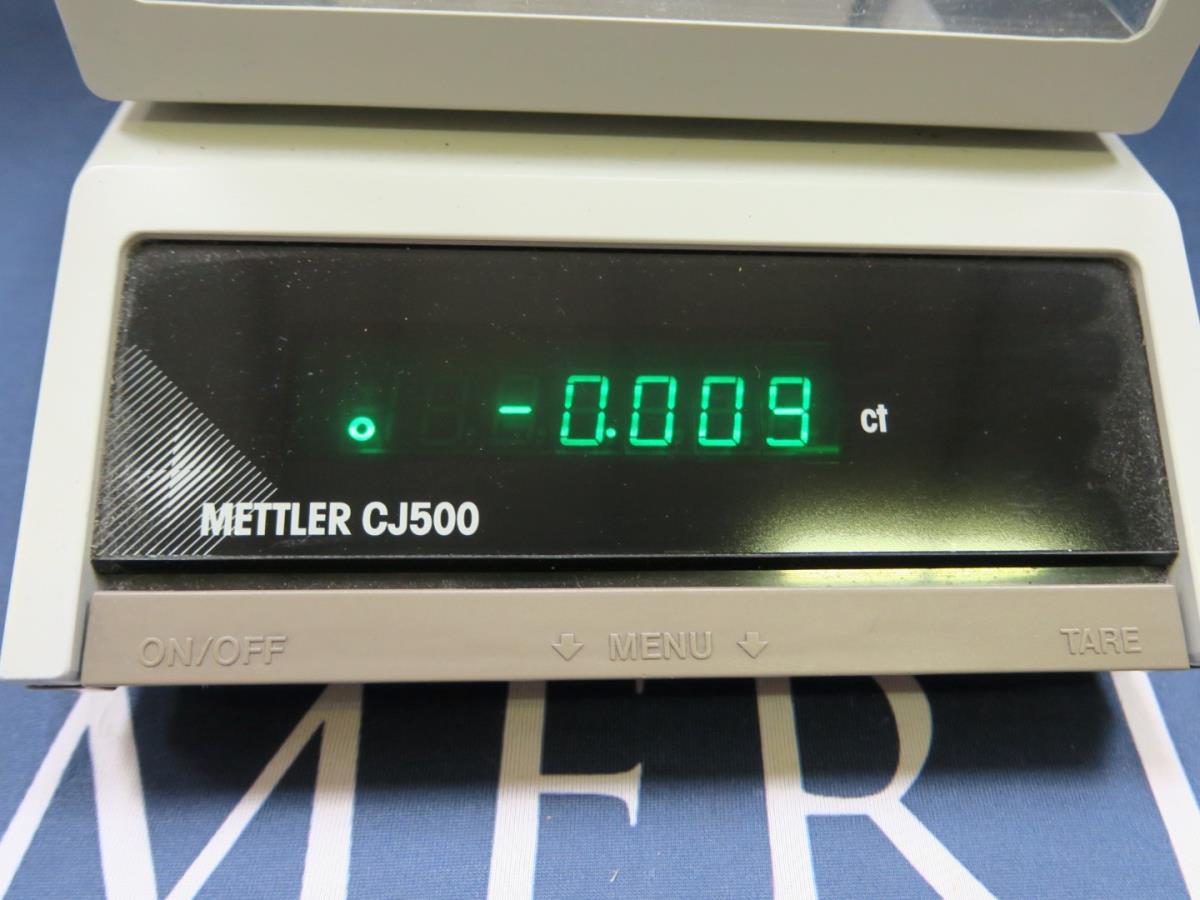 -0.009 ct
METTLER CJ500
ON/OFF ⇩ MENU ⇩ TARE
MER